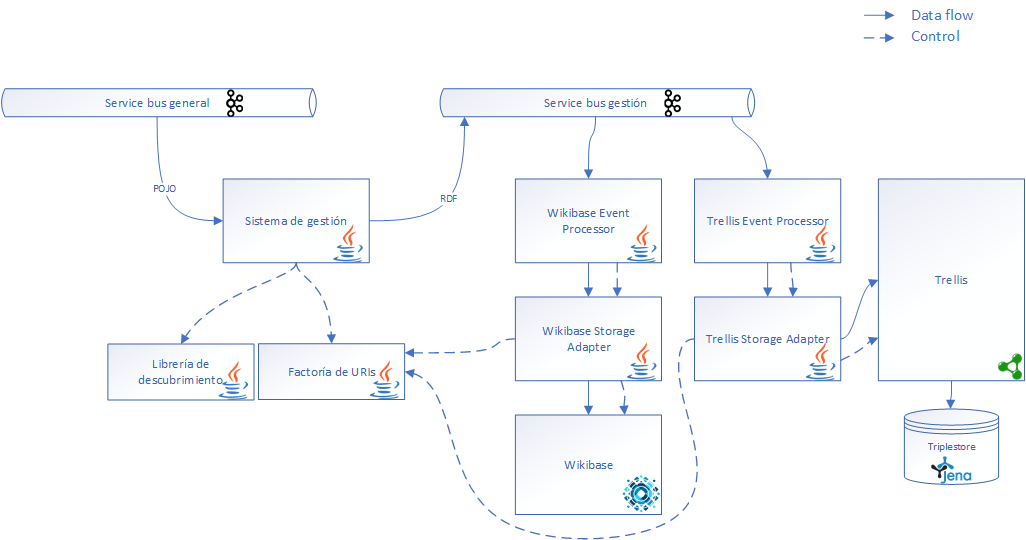 Data flow
Control
Service bus general
Service bus gestión
POJO
RDF
Sistema de gestión
Wikibase Event
Processor
Trellis Event Processor
Trellis
Wikibase Storage
Adapter
Trellis Storage Adapter
Librería de
descubrimiento
Factoría de URIs
Wikibase
Triplestore
jena